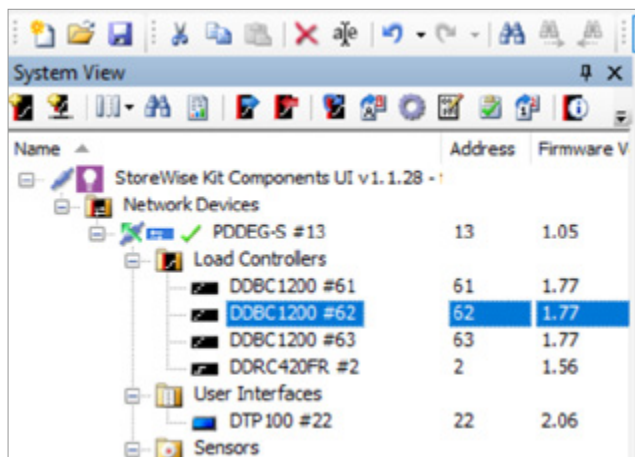 System View
Name Address Firmware V
StoreWise Kit Components UI v1.1.28 -
Network Devices
PDDEG-S #13 13 1.05
Load Controllers
DDBC1200 #61 61 1.77
DDBC1200 #62 62 1.77
DDBC1200 #63 63 1.77
DDRC420FR #2 2 1.56
User Interfaces
DTP100 #22 22 2.06
Sensors